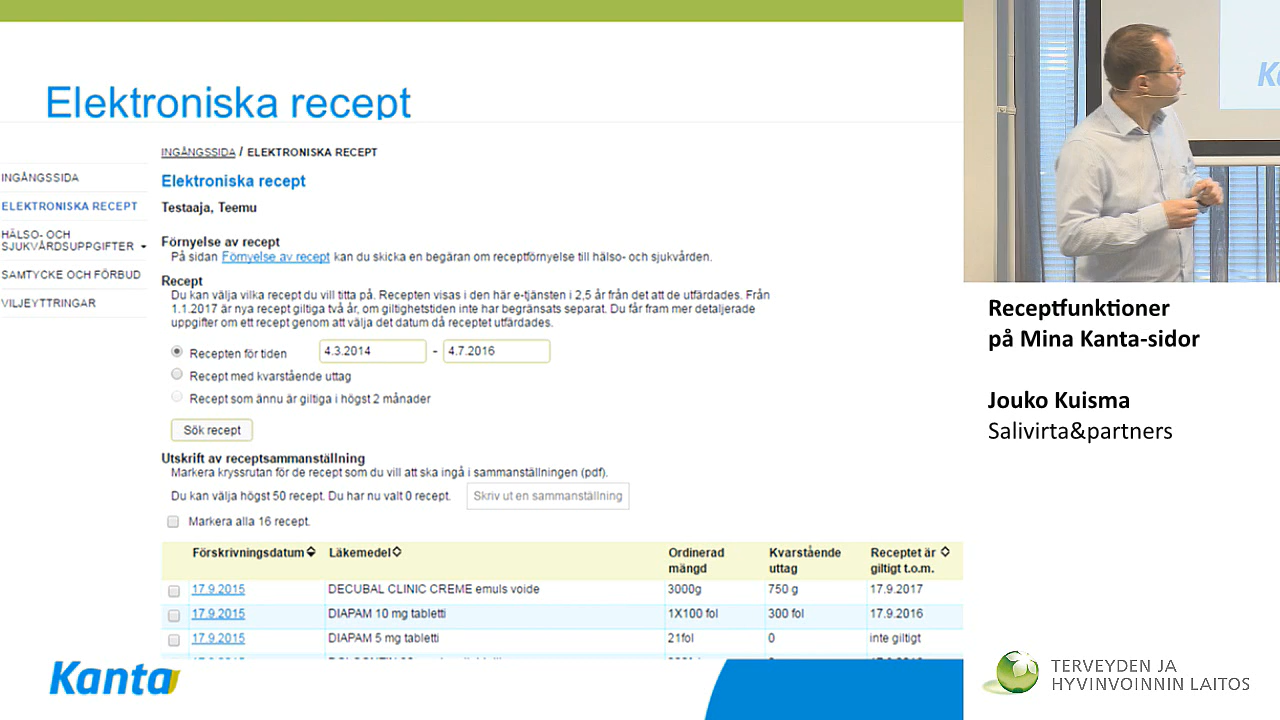 Elektroniska recept
INGÅNGSSIDA / ELEKTRONISKA RECEPT
INGÅNGSSIDA
ELEKTRONISKA RECEPT
HÄLSO- OCH
SJUKVÅRDSUPPGIFTER
SAMTYCKE OCH FÖRBUD
VILJEYTTRINGAR
Elektroniska recept
Testaaja, Teemu
Förnyelse av recept
På sidan Förnyelse av recept kan du skicka en begäran om receptförnyelse till hälso- och sjukvården.
Recept
Du kan välja vilka recept du vill titta på. Recepten visas i den här e-tjänsten i 2,5 år från det att de utfärdades. Från
1.1.2017 är nya recept giltiga två år, om giltighetstiden inte har begränsats separat. Du får fram mer detaljerade
uppgifter om ett recept genom att välja det datum då receptet utfärdades.
Recepten för tiden 4.3.2014 - 4.7.2016
Recept med kvarstående uttag
Recept som ännu är giltiga i högst 2 månader
Sök recept
Utskrift av receptsammanställning
Markera kryssrutan för de recept som du vill att ska ingå i sammanställningen (pdf).
Du kan välja högst 50 recept. Du har nu valt 0 recept. Skriv ut en sammanställning
Markera alla 16 recept.
Förskrivningsdatum Läkemedel Ordinerad mängd Kvarstående uttag Receptet är giltigt t.o.m.
17.9.2015 DECUBAL CLINIC CREME emuls voide 3000g 750 g 17.9.2017
17.9.2015 DIAPAM 10 mg tabletti 1X100 fol 300 fol 17.9.2016
17.9.2015 DIAPAM 5 mg tabletti 21fol 0 inte giltigt
Kanta
Receptfunktioner
på Mina Kanta-sidor
Jouko Kuisma
Salivirta&partners
TERVEYDEN JA
HYVINVOINNIN LAITOS